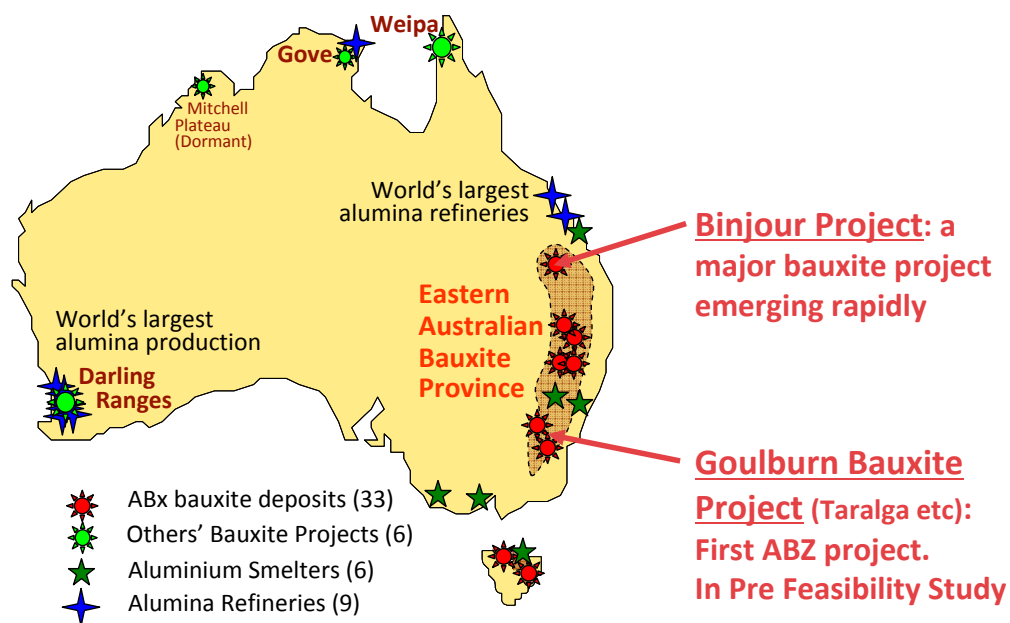 Weipa
Gove
Mitchell
Plateau
(Dormant)
World's largest
alumina refineries
Binjour Project: a
major bauxite project
emerging rapidly
Eastern
Australian
Bauxite
Province
World's largest
alumina production
Darling
Ranges
Goulburn Bauxite
Project (Taralga etc):
First ABZ project.
In Pre Feasibility Study
ABx bauxite deposits (33)
Others' Bauxite Projects (6)
Aluminium Smelters (6)
Alumina Refineries (9)